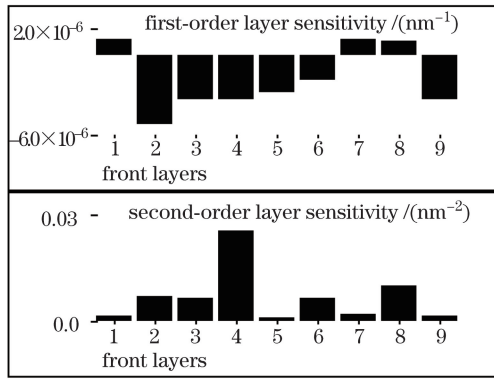 first-order layer sensitivity /(nm⁻¹)
2.0×10⁻⁶
–6.0×10⁻⁶
1 2 3 4 5 6 7 8 9
front layers
second-order layer sensitivity /(nm⁻²)
0.03
0.0
1 2 3 4 5 6 7 8 9
front layers